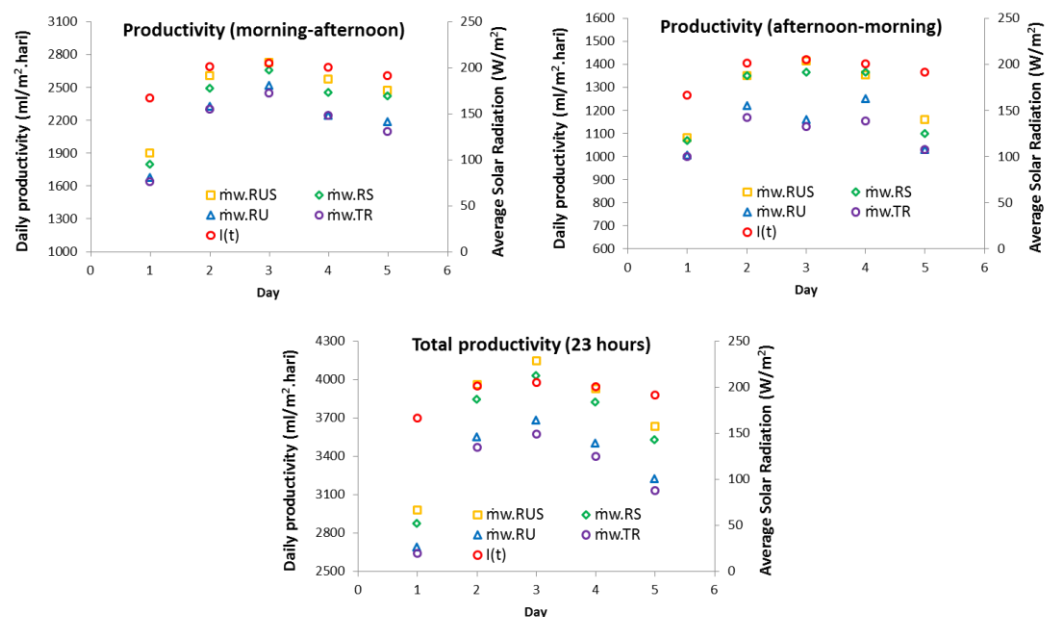 Productivity (morning-afternoon)
Daily productivity (ml/m².hari)
3100
2800
2500
2200
1900
1600
1300
1000
250
200
150
100
50
0
Average Solar Radiation (W/m²)
ṁw.RUS
ṁw.RS
ṁw.RU
ṁw.TR
I(t)
0 1 2 3 4 5 6
Day
Productivity (afternoon-morning)
Daily productivity (ml/m².hari)
1600
1500
1400
1300
1200
1100
1000
900
800
700
600
250
200
150
100
50
0
Average Solar Radiation (W/m²)
ṁw.RUS
ṁw.RS
ṁw.RU
ṁw.TR
I(t)
0 1 2 3 4 5 6
Day
Total productivity (23 hours)
Daily productivity (ml/m².hari)
4300
4000
3700
3400
3100
2800
2500
250
200
150
100
50
0
Average Solar Radiation (W/m²)
ṁw.RUS
ṁw.RS
ṁw.RU
ṁw.TR
I(t)
0 1 2 3 4 5 6
Day